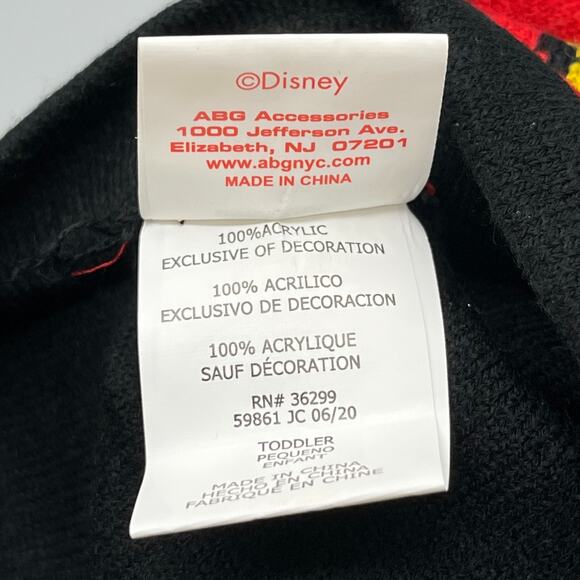 ©Disney
ABG Accessories
1000 Jefferson Ave.
Elizabeth, NJ 07201
www.abgnyc.com
MADE IN CHINA
100%ACRYLIC
EXCLUSIVE OF DECORATION
100% ACRILICO
EXCLUSIVO DE DECORACION
100% ACRYLIQUE
SAUF DÉCORATION
RN# 36299
59861 JC 06/20
TODDLER
PEQUENO
ENFANT
MADE IN CHINA
HECHO EN CHINA
FABRIQUÉ EN CHINE